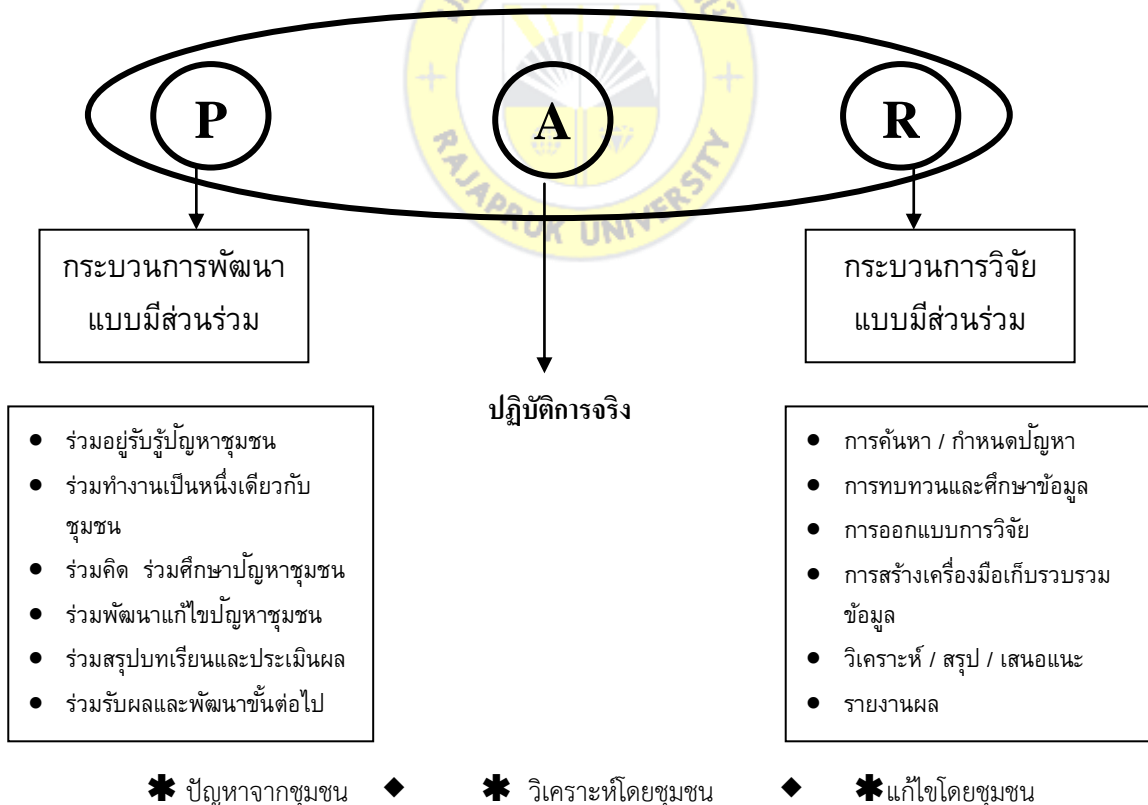 P A R
กระบวนการพัฒนา
แบบมีส่วนร่วม
กระบวนการวิจัย
แบบมีส่วนร่วม
ปฏิบัติการจริง
● ร่วมอยู่รับรู้ปัญหาชุมชน
● ร่วมทำงานเป็นหนึ่งเดียวกับ
ชุมชน
● ร่วมคิด ร่วมศึกษาปัญหาชุมชน
● ร่วมพัฒนาแก้ไขปัญหาชุมชน
● ร่วมสรุปบทเรียนและประเมินผล
● ร่วมรับผลและพัฒนาขั้นต่อไป
● การค้นหา / กำหนดปัญหา
● การทบทวนและศึกษาข้อมูล
● การออกแบบการวิจัย
● การสร้างเครื่องมือเก็บรวบรวม
ข้อมูล
● วิเคราะห์ / สรุป / เสนอแนะ
● รายงานผล
✱ ปัญหาจากชุมชน ◆ ✱ วิเคราะห์โดยชุมชน ◆ ✱แก้ไขโดยชุมชน
RAJAPRUK UNIVERSITY